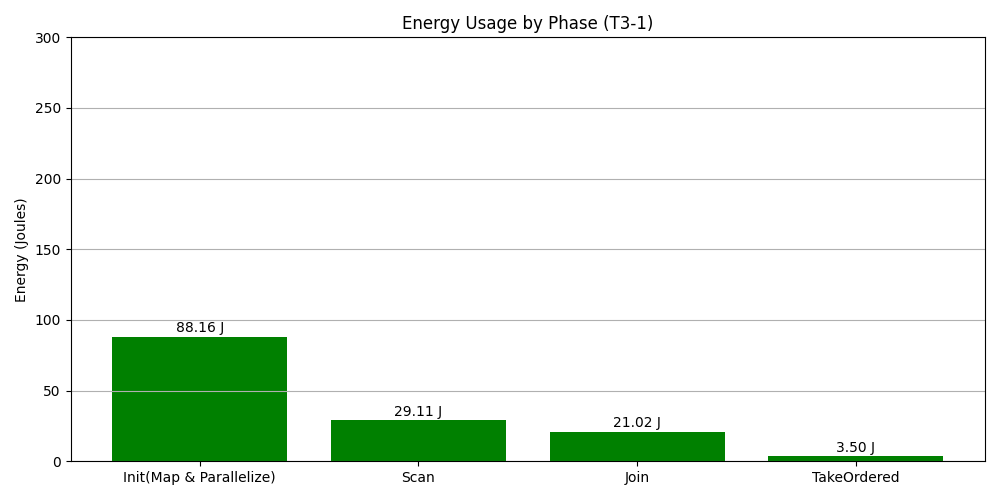 Energy Usage by Phase (T3-1)
Energy (Joules)
300
250
200
150
100
50
0
88.16 J
29.11 J
21.02 J
3.50 J
Init(Map & Parallelize)
Scan
Join
TakeOrdered